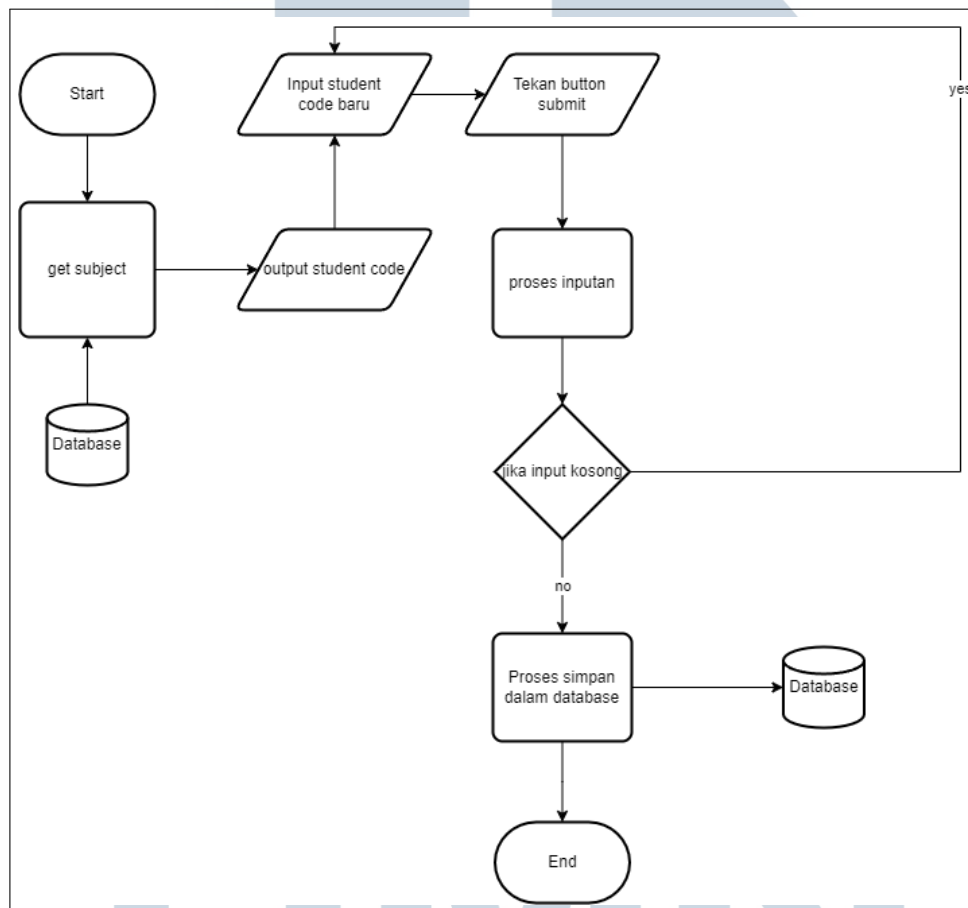 Start
Input student
code baru
Tekan button
submit
yes
get subject
output student code
proses inputan
Database
jika input kosong
no
Proses simpan
dalam database
Database
End